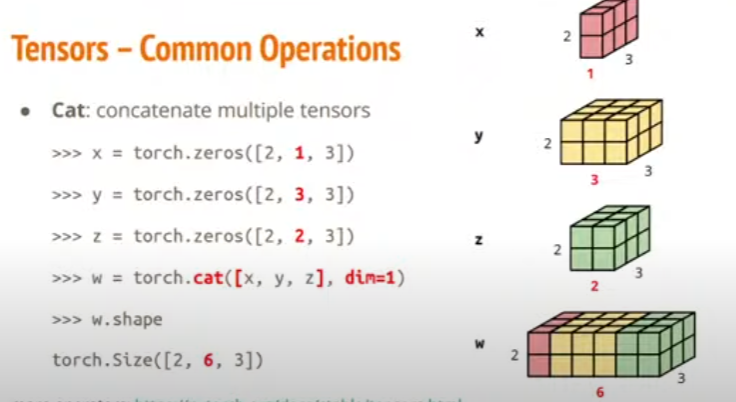 Tensors – Common Operations
● Cat: concatenate multiple tensors
>>> x = torch.zeros([2, 1, 3])
>>> y = torch.zeros([2, 3, 3])
>>> z = torch.zeros([2, 2, 3])
>>> w = torch.cat([x, y, z], dim=1)
>>> w.shape
torch.Size([2, 6, 3])
x
2
3
1
y
2
3
3
z
2
3
2
w
2
3
6